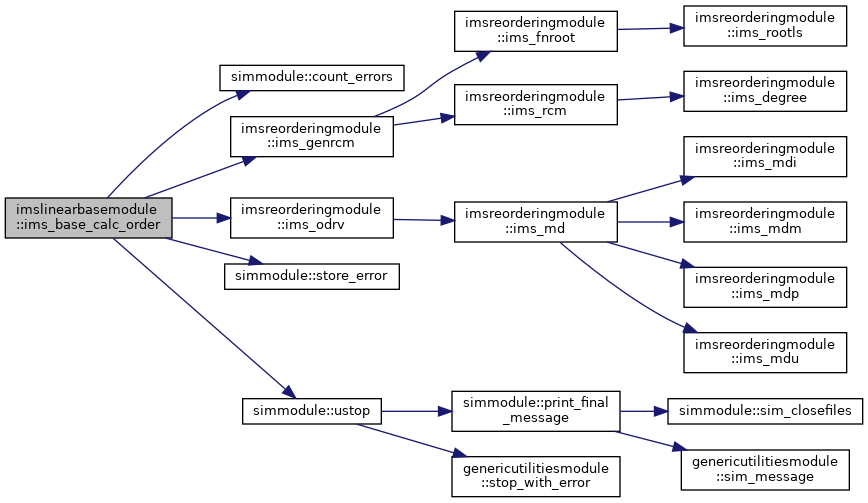 imslinearbasemodule
::ims_base_calc_order
simmodule::count_errors
imsreorderingmodule
::ims_genrcm
imsreorderingmodule
::ims_odrv
simmodule::store_error
simmodule::ustop
imsreorderingmodule
::ims_fnroot
imsreorderingmodule
::ims_rcm
imsreorderingmodule
::ims_md
simmodule::print_final
_message
genericutilitiesmodule
::stop_with_error
imsreorderingmodule
::ims_rootls
imsreorderingmodule
::ims_degree
imsreorderingmodule
::ims_mdi
imsreorderingmodule
::ims_mdm
imsreorderingmodule
::ims_mdp
imsreorderingmodule
::ims_mdu
simmodule::sim_closefiles
genericutilitiesmodule
::sim_message